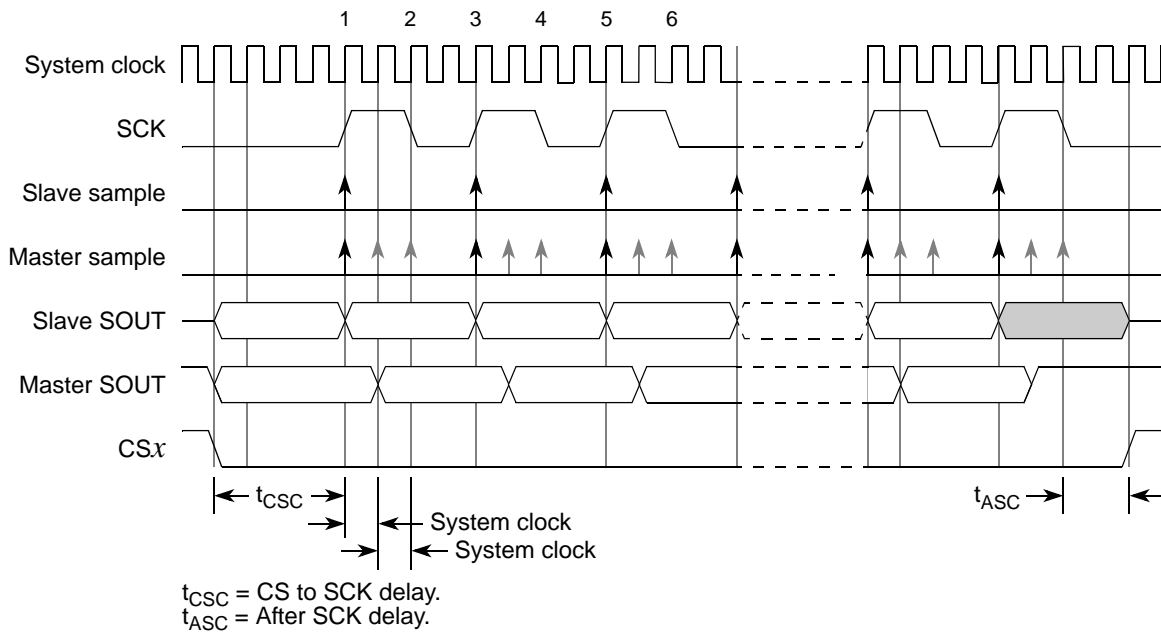 1 2 3 4 5 6
System clock
SCK
Slave sample
Master sample
Slave SOUT
Master SOUT
CSx
tCSC
tASC
System clock
System clock
tCSC = CS to SCK delay.
tASC = After SCK delay.